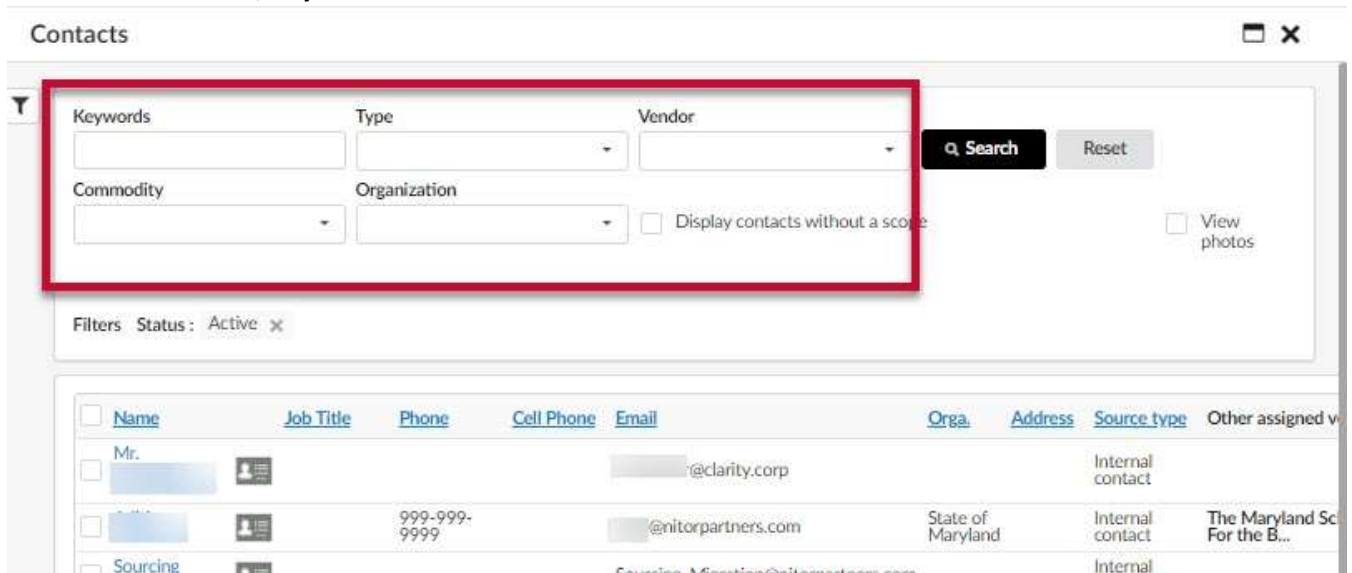 Contacts
Keywords Type Vendor
Search Reset
Commodity Organization
Display contacts without a scope
View
photos
Filters Status : Active
Name Job Title Phone Cell Phone Email Orga. Address Source type Other assigned
Mr.
@clarity.corp
Internal
contact
999-999-
9999
@nitorpartners.com
State of
Maryland
Internal
contact
The Maryland
For the B...
Sourcing
Internal